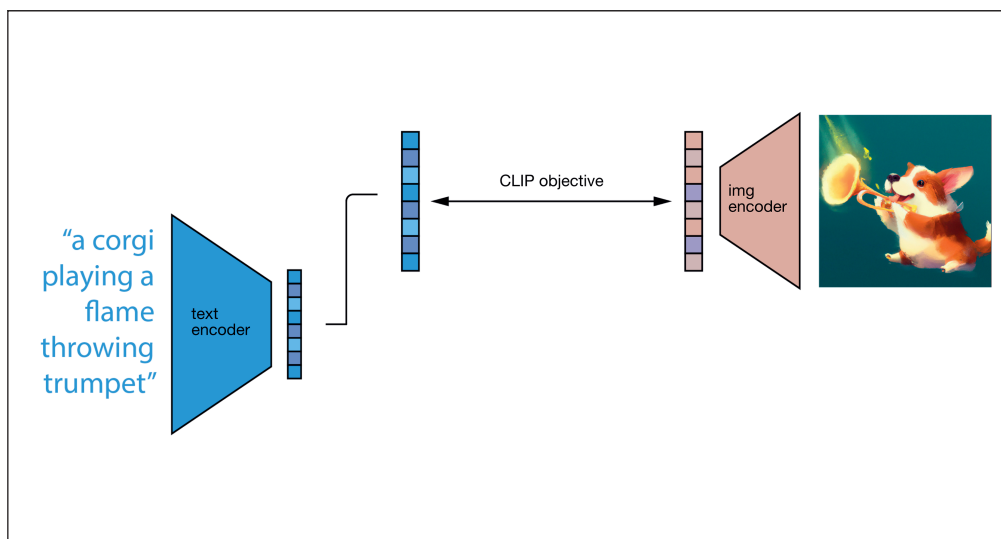 “a corgi
playing a
flame
throwing
trumpet”
text
encoder
CLIP objective
img
encoder